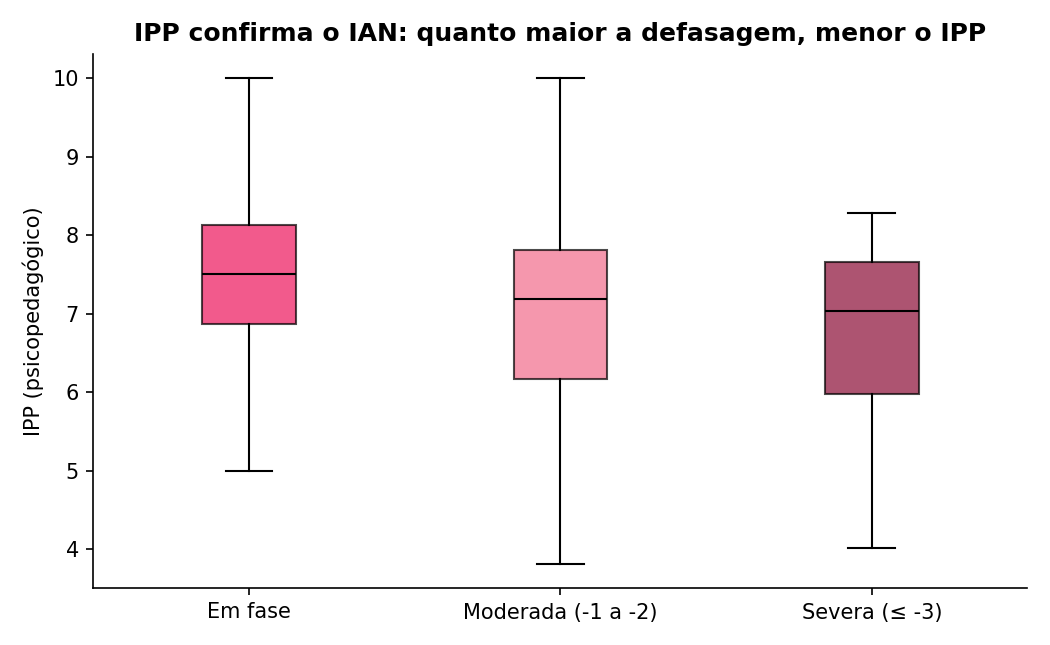 IPP confirma o IAN: quanto maior a defasagem, menor o IPP
IPP (psicopedagógico)
10
9
8
7
6
5
4
Em fase
Moderada (-1 a -2)
Severa (≤ -3)